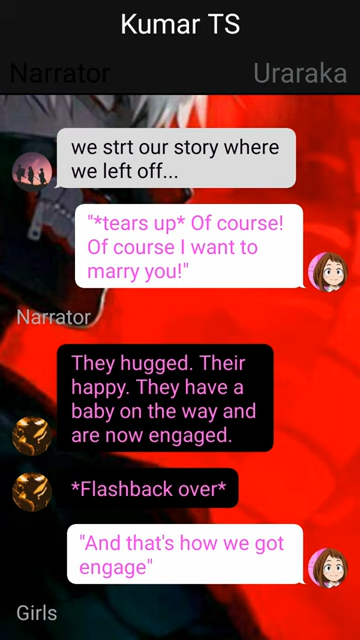 Kumar TS
Narrator
Uraraka
we strt our story where
we left off...
"*tears up* Of course!
Of course I want to
marry you!"
Narrator
They hugged. Their
happy. They have a
baby on the way and
are now engaged.
*Flashback over*
"And that's how we got
engage"
Girls